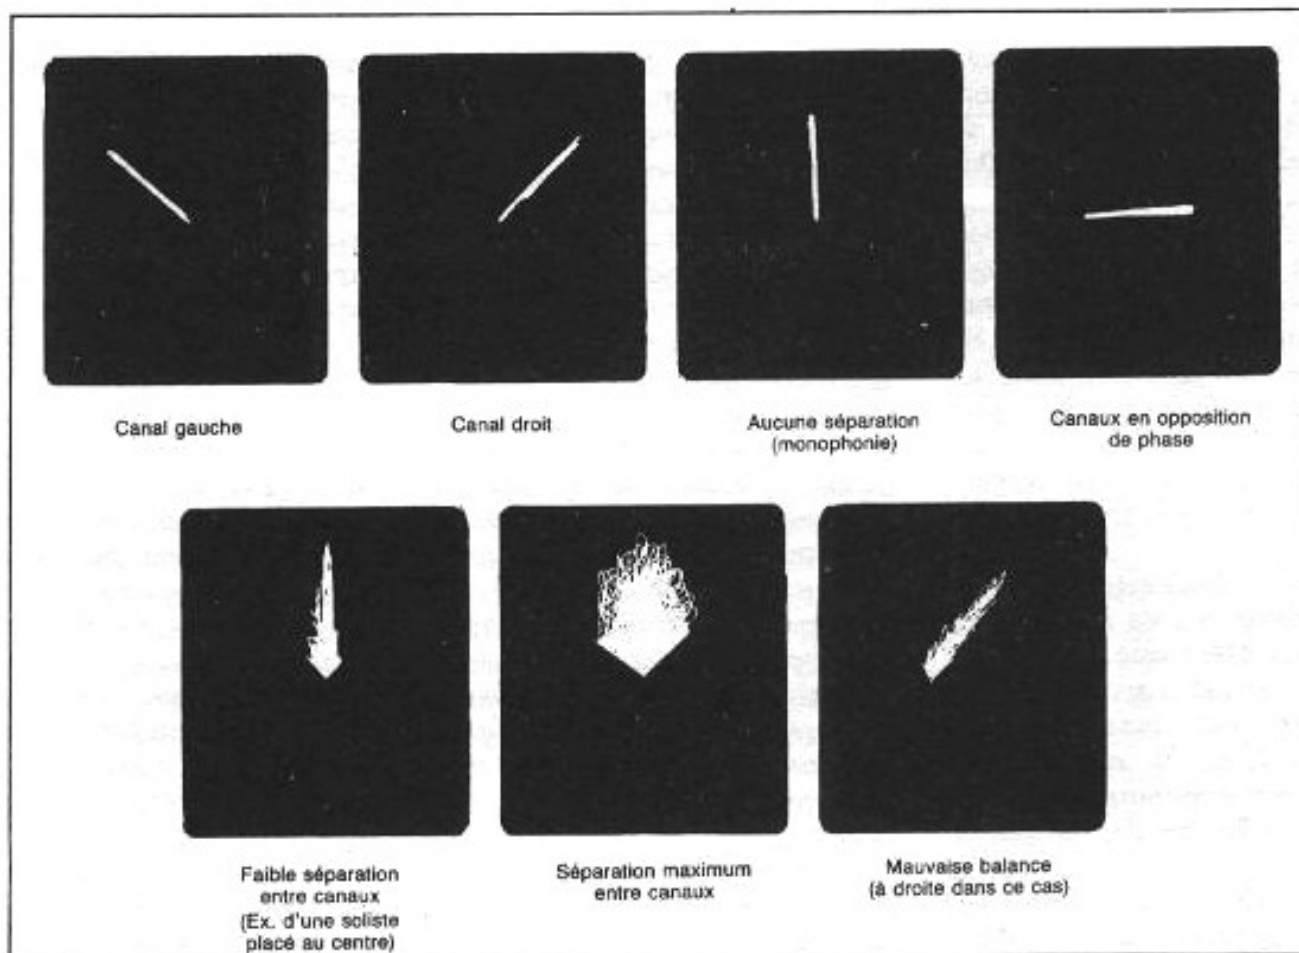 Canal gauche
Canal droit
Aucune séparation
(monophonie)
Canaux en opposition
de phase
Faible séparation
entre canaux
(Ex. d'une soliste
placé au centre)
Séparation maximum
entre canaux
Mauvaise balance
(à droite dans ce cas)